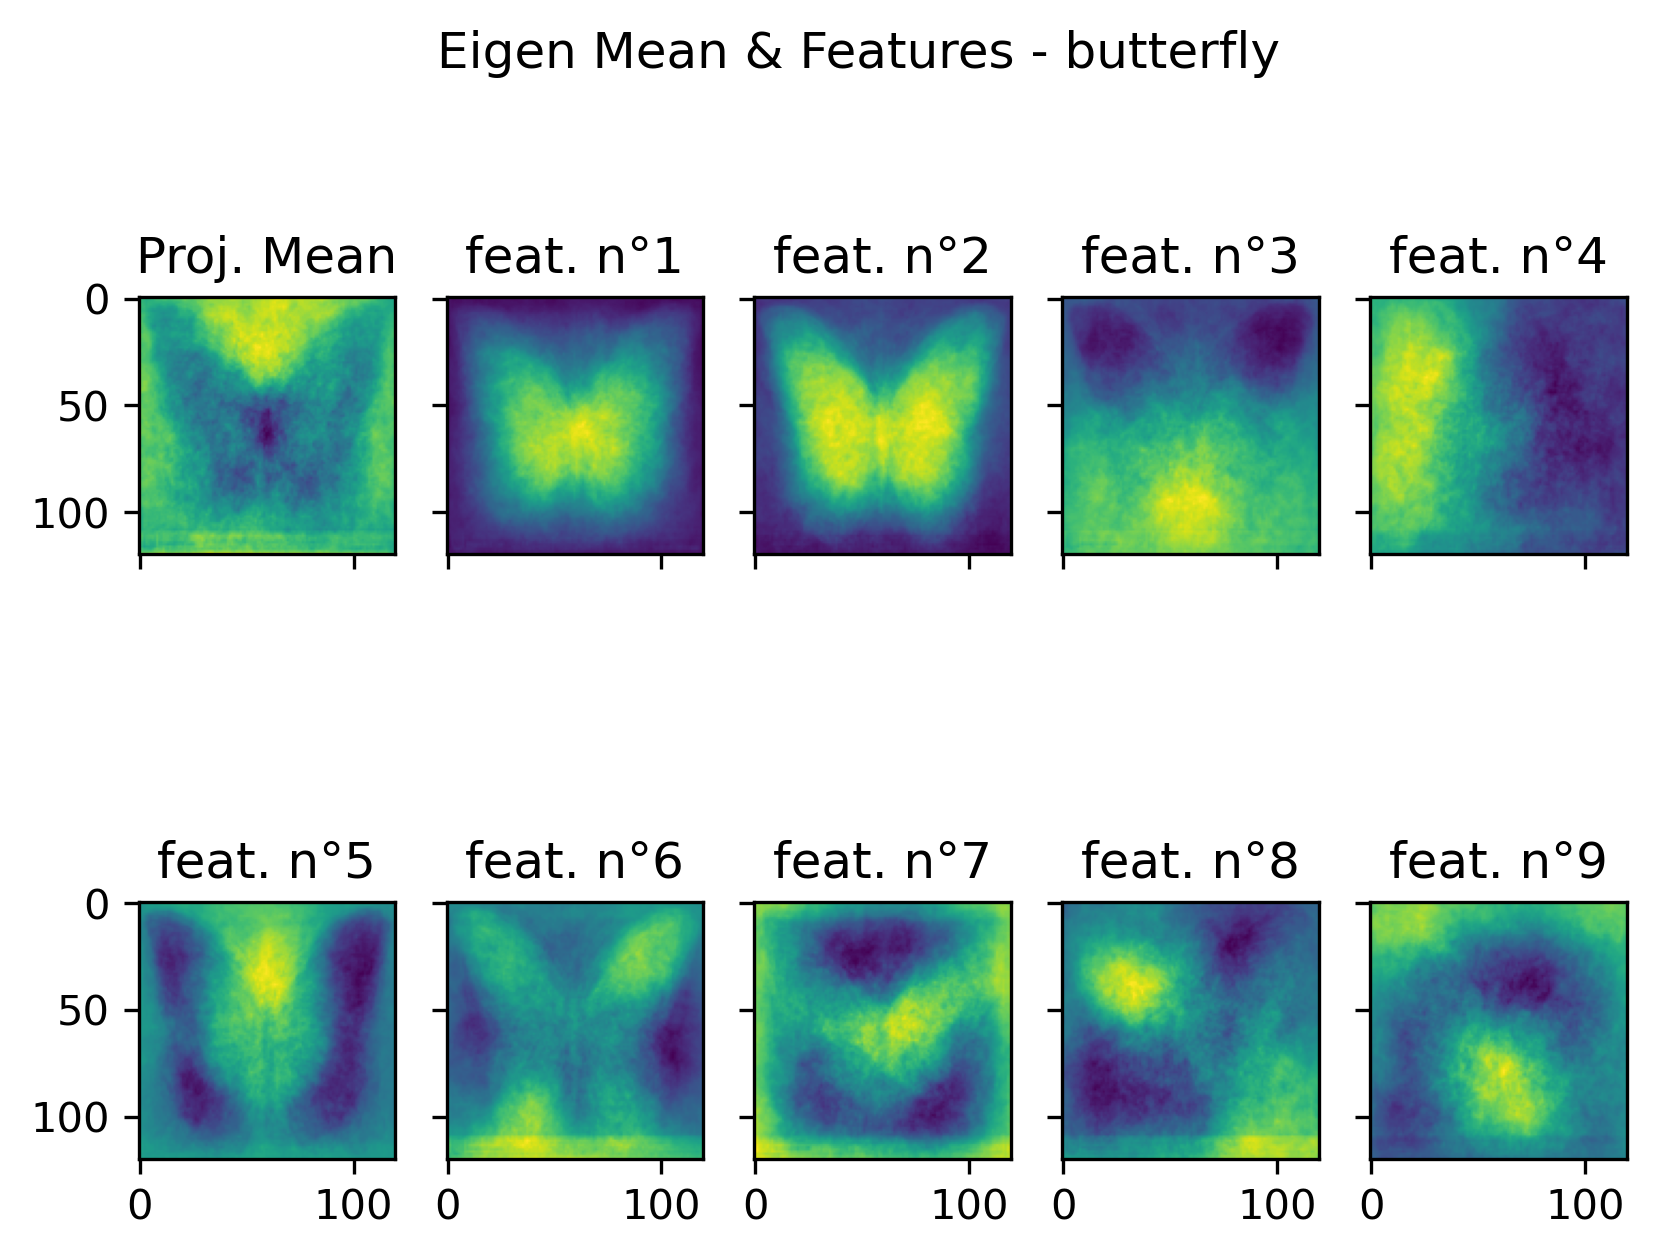 Eigen Mean & Features - butterfly
Proj. Mean feat. n°1 feat. n°2 feat. n°3 feat. n°4
0
50
100
feat. n°5 feat. n°6 feat. n°7 feat. n°8 feat. n°9
0
50
100
0 100 0 100 0 100 0 100 0 100